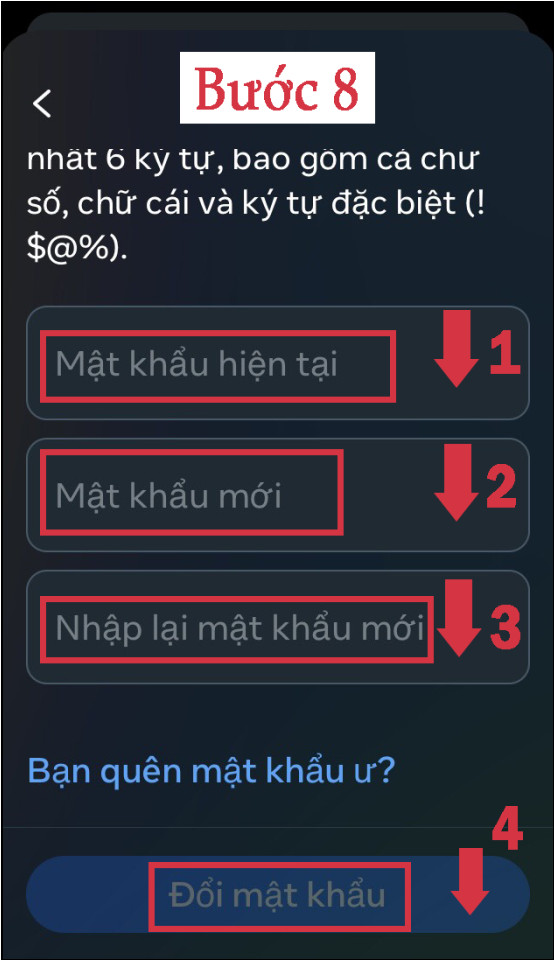 Bước 8
nhất 6 ký tự, bao gồm cả chữ
số, chữ cái và ký tự đặc biệt (!
$@%).
Mật khẩu hiện tại
1
Mật khẩu mới
2
Nhập lại mật khẩu mới
3
Bạn quên mật khẩu ư?
4
Đổi mật khẩu